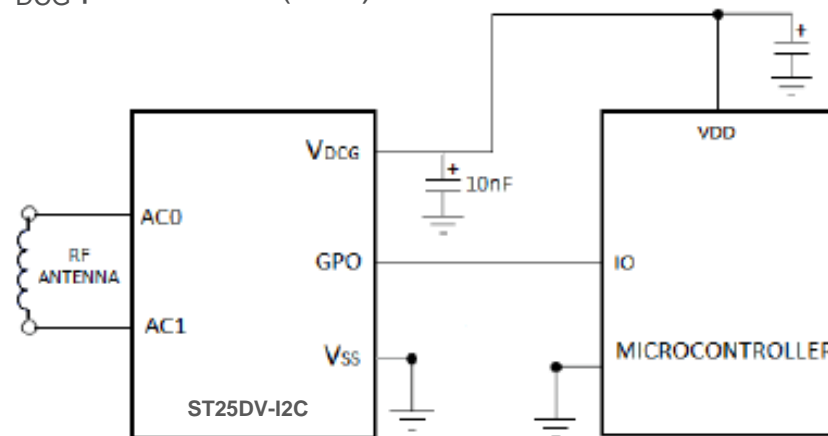 VDCG
+
+
10nF
VDD
AC0
RF
ANTENNA
AC1
GPO
IO
VSS
MICROCONTROLLER
ST25DV-I2C